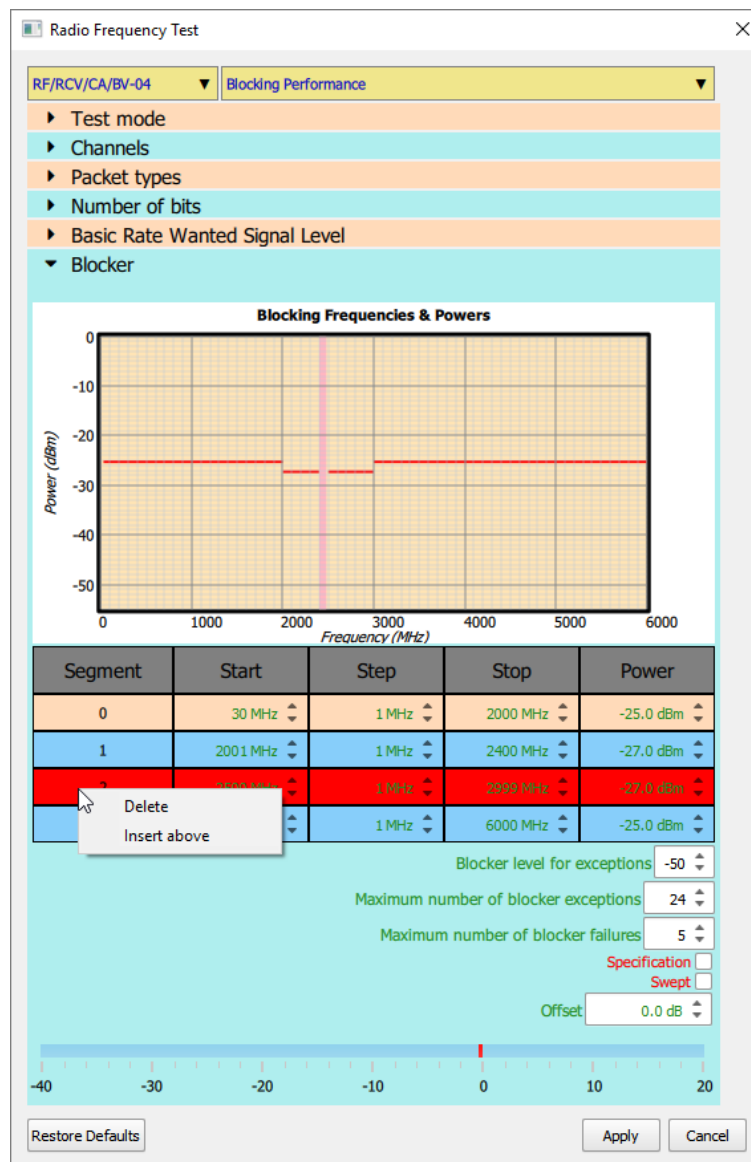 Radio Frequency Test
RF/RCV/CA/BV-04 Blocking Performance
Test mode
Channels
Packet types
Number of bits
Basic Rate Wanted Signal Level
Blocker
Blocking Frequencies & Powers
0
-10
-20
-30
-40
-50
Power (dBm)
0 1000 2000 3000 4000 5000 6000
Frequency (MHz)
Segment Start Step Stop Power
0 30 MHz 1 MHz 2000 MHz -25.0 dBm
1 2001 MHz 1 MHz 2400 MHz -27.0 dBm
1 MHz 2999 MHz -27.0 dBm
1 MHz 6000 MHz -25.0 dBm
Delete
Insert above
Blocker level for exceptions -50
Maximum number of blocker exceptions 24
Maximum number of blocker failures 5
Specification
Swept
Offset 0.0 dB
-40 -30 -20 -10 0 10 20
Restore Defaults Apply Cancel